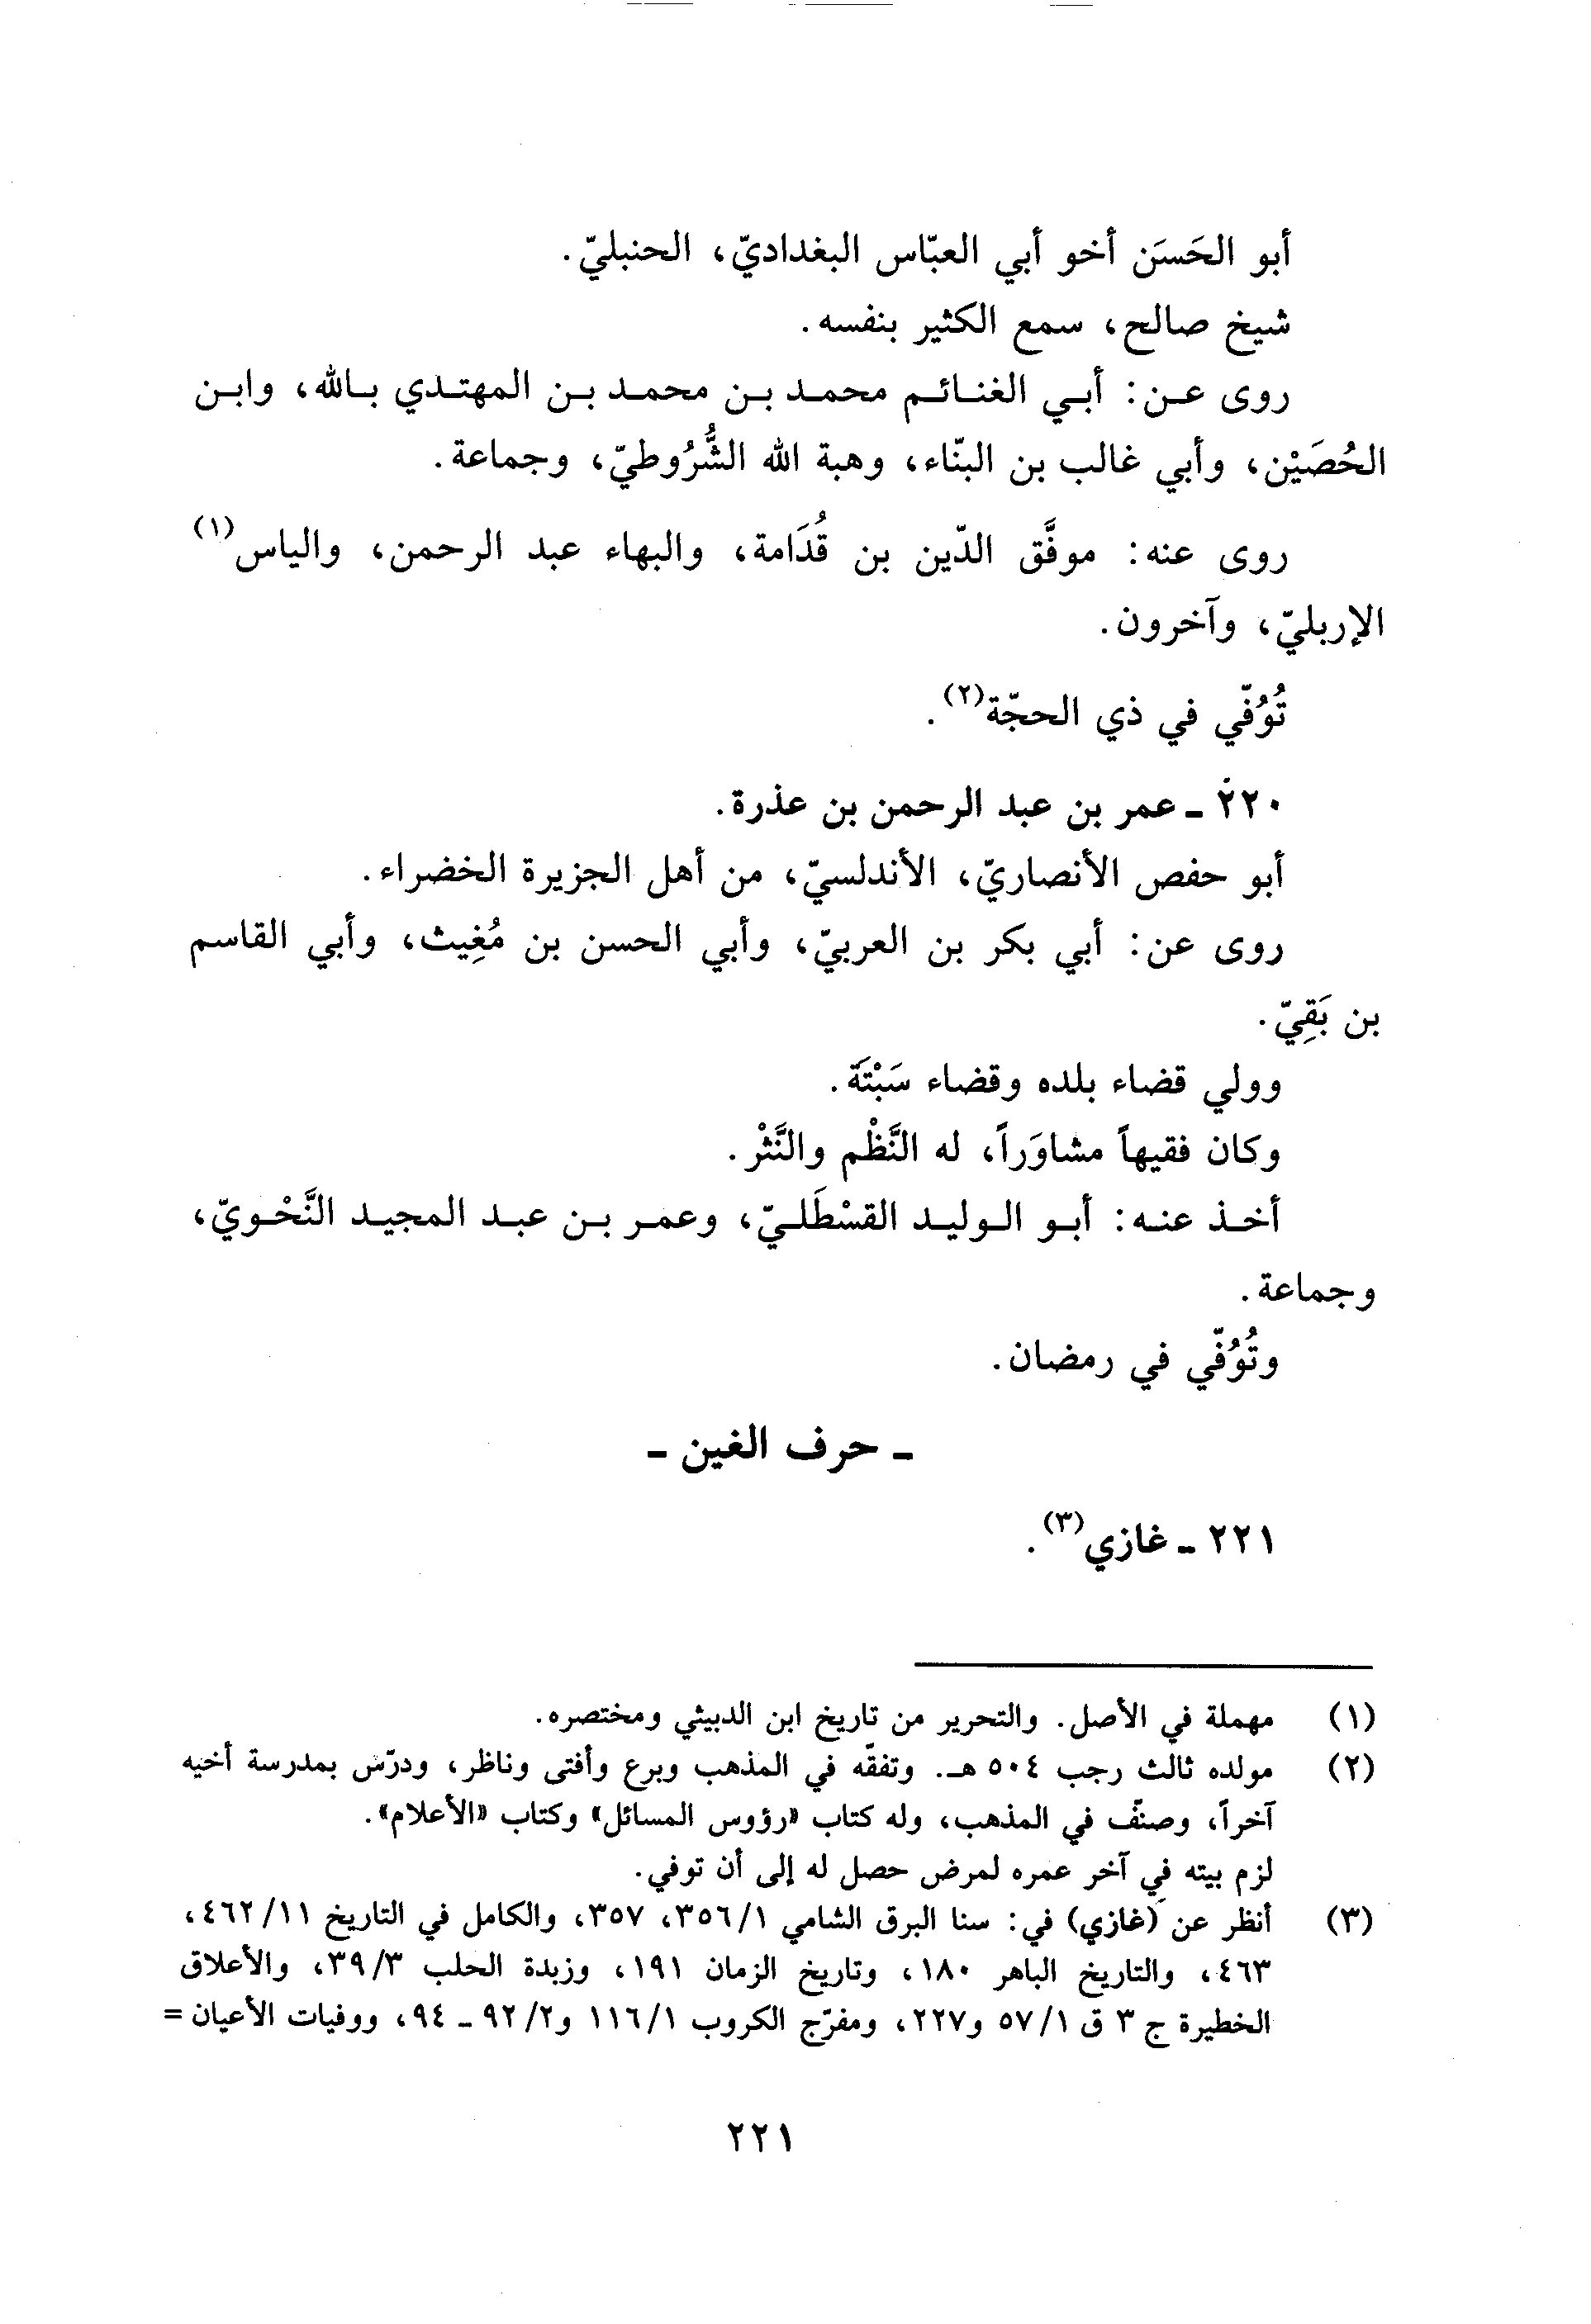 أبو الحَسَن أخو أبي العبّاس البغداديّ، الحنبليّ.
شيخ صالح، سمع الكثير بنفسه.
روى عن: أبي الغنائم محمد بن محمد بن المهتدي بالله، وابن
الحُصَيْن، وأبي غالب بن البنّاء، وهبة الله الشُّرُوطيّ، وجماعة.
روى عنه: موفَّق الدّين بن قُدَامة، والبهاء عبد الرحمن، والياس(١)
الإربليّ، وآخرون.
تُوُفّي في ذي الحجّة(٢).
٢٢٠ ـ عمر بن عبد الرحمن بن عذرة.
أبو حفص الأنصاريّ، الأندلسيّ، من أهل الجزيرة الخضراء.
روى عن: أبي بكر بن العربيّ، وأبي الحسن بن مُغِيث، وأبي القاسم
بن بَقِيّ.
وولي قضاء بلده وقضاء سَبْتَة.
وكان فقيهاً مشاوَراً، له النَّظْم والنَّثْر.
أخذ عنه: أبو الوليد القسْطَليّ، وعمر بن عبد المجيد النَّحْويّ،
وجماعة.
وتُوُفّي في رمضان.
ـ حرف الغين ـ
٢٢١ ـ غازي(٣).
(١) مهملة في الأصل. والتحرير من تاريخ ابن الدبيثي ومختصره.
(٢) مولده ثالث رجب ٥٠٤ هـ. وتفقّه في المذهب وبرع وأفتى وناظر، ودرّس بمدرسة أخيه
آخراً، وصنّف في المذهب، وله كتاب «رؤوس المسائل» وكتاب «الأعلام».
لزم بيته في آخر عمره لمرض حصل له إلى أن توفي.
(٣) أنظر عن (غازي) في: سنا البرق الشامي ٣٥٦/١، ٣٥٧، والكامل في التاريخ ٤٦٢/١١،
٤٦٣، والتاريخ الباهر ١٨٠، وتاريخ الزمان ١٩١، وزبدة الحلب ٣٩/٣، والأعلاق
الخطيرة ج ٣ ق ٥٧/١ و٢٢٧، ومفرّج الكروب ١١٦/١ و٩٢/٢ ـ ٩٤، ووفيات الأعيان =
٢٢١